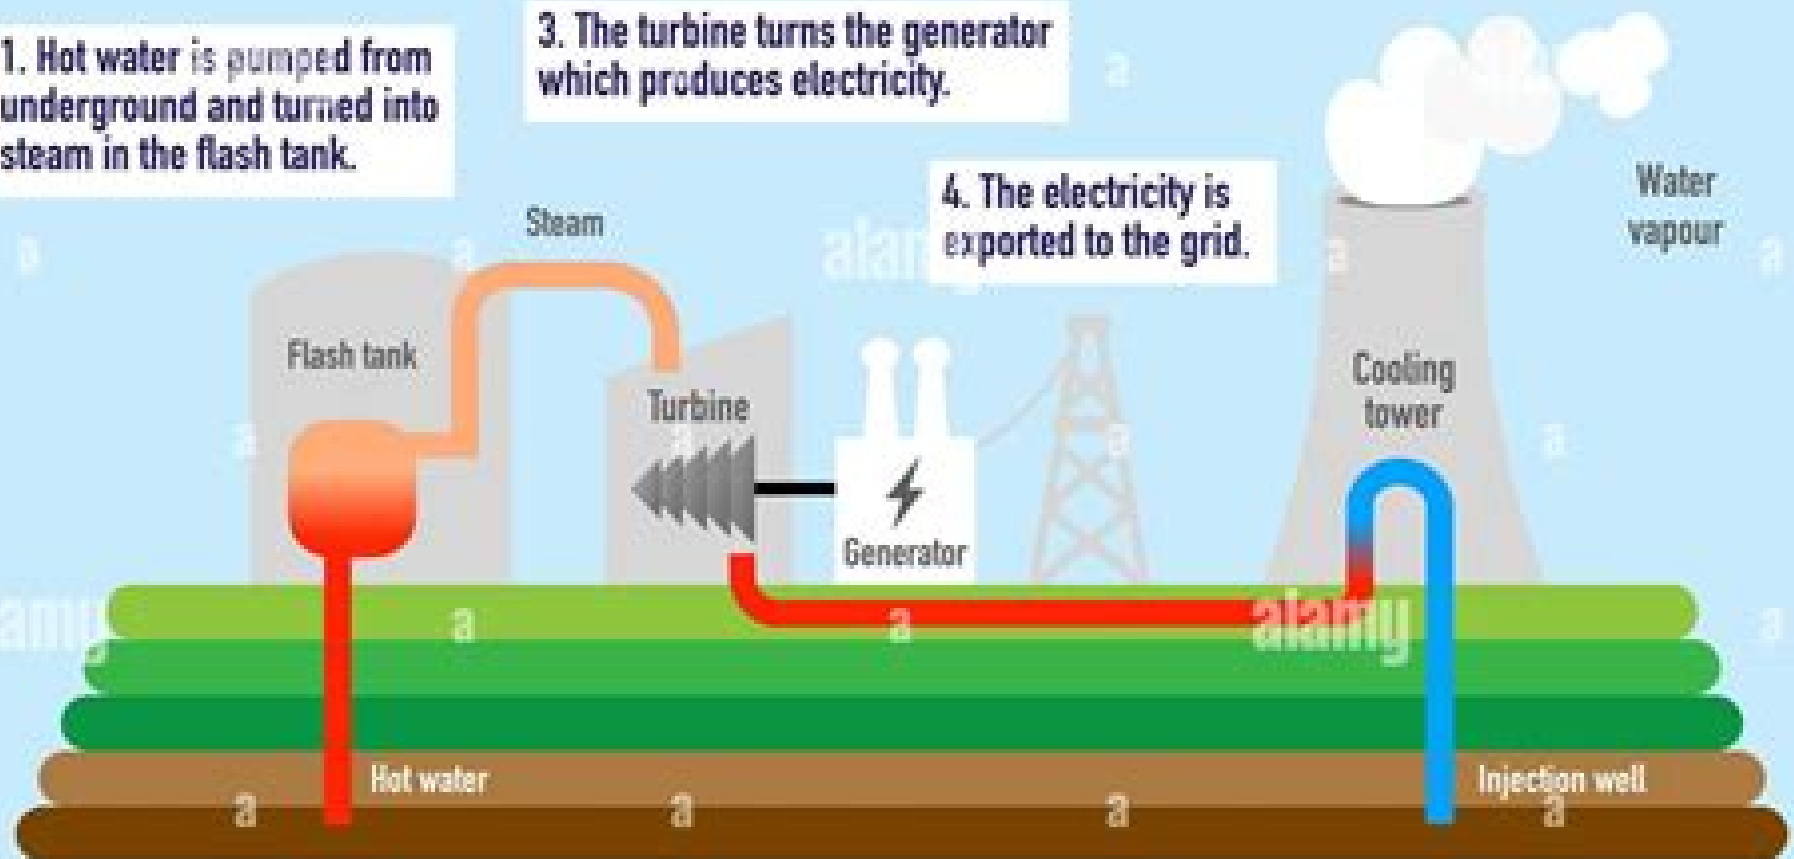 1. Hot water is pumped from
underground and turned into
steam in the flash tank.
3. The turbine turns the generator
which produces electricity.
4. The electricity is
exported to the grid.
Water
vapour
Steam
Flash tank
Turbine
Generator
Cooling
tower
Hot water
Injection well
alamy
a